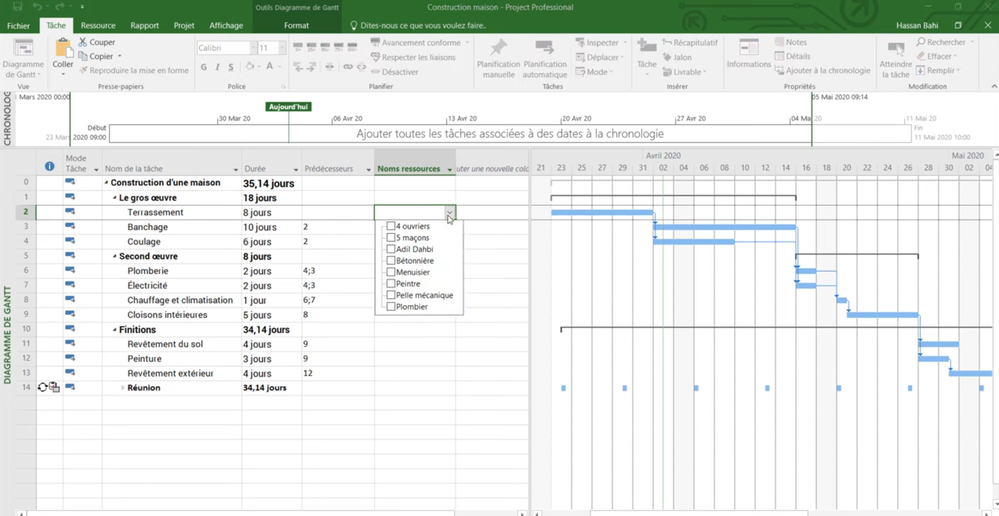 Outils Diagramme de Gantt
Construction maison - Project Professional
Fichier
Tâche
Ressource
Rapport
Projet
Affichage
Format
Dites-nous ce que vous voulez faire..
Hassan Bahi
Diagramme
de Gantt
Vue
Coller
Couper
Copier
Reproduire la mise en forme
Presse-papiers
Calibri
11
G I S
A
Police
0×
25×
50×
75×
100×
Avancement conforme
Respecter les liaisons
Désactiver
Planifier
Planification
manuelle
Planification
automatique
Inspecter
Déplacer
Mode
Tâches
Tâche
Récapitulatif
Jalon
Livrable
Insérer
Informations
Notes
Détails
Ajouter à la chronologie
Propriétés
Atteindre
la tâche
Rechercher
Effacer
Remplir
Modification
CHRONOLOG
Mars 2020 00:00
05 Mai 2020 09:14
Aujourd'hui
30 Mar 20
06 Avr 20
13 Avr 20
20 Avr 20
27 Avr 20
04 Mai 20
11 Mai 20
Début
23 Mars 2020 09:00
Ajouter toutes les tâches associées à des dates à la chronologie
Fin
11 Mai 2020 10:00
DIAGRAMME DE GANTT
Mode
Tâche
Nom de la tâche
Durée
Prédécesseurs
Noms ressources
uter une nouvelle colc
Avril 2020
Mai 2020
21 23 25 27 29 31 02 04 06 08 10 12 14 16 18 20 22 24 26 28 30 02 04
0 Construction d'une maison 35,14 jours
1 Le gros œuvre 18 jours
2 Terrassement 8 jours
3 Banchage 10 jours 2
4 Coulage 6 jours 2
5 Second œuvre 8 jours
6 Plomberie 2 jours 4;3
7 Électricité 2 jours 4;3
8 Chauffage et climatisation 1 jour 6;7
9 Cloisons intérieures 5 jours 8
10 Finitions 34,14 jours
11 Revêtement du sol 4 jours 9
12 Peinture 3 jours 9
13 Revêtement extérieur 4 jours 12
14 Réunion 34,14 jours
4 ouvriers
5 maçons
Adil Dahbi
Bétonnière
Menuisier
Peintre
Pelle mécanique
Plombier